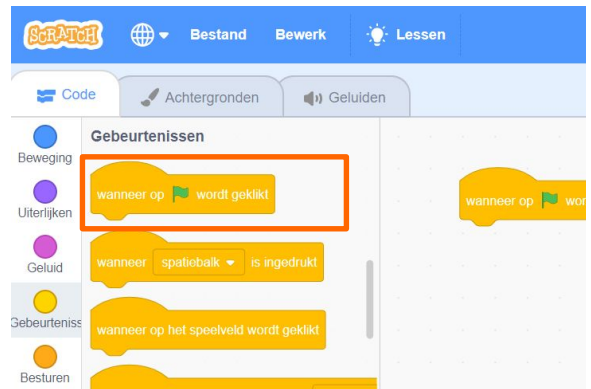 SCRATCH Bestand Bewerk Lessen
Code Achtergronden Geluiden
Gebeurtenissen
Beweging
wanneer op wordt geklikt
wanneer op wor
Uiterlijken
wanneer spatiebalk is ingedrukt
Geluid
Gebeurteniss
wanneer op het speelveld wordt geklikt
Besturen